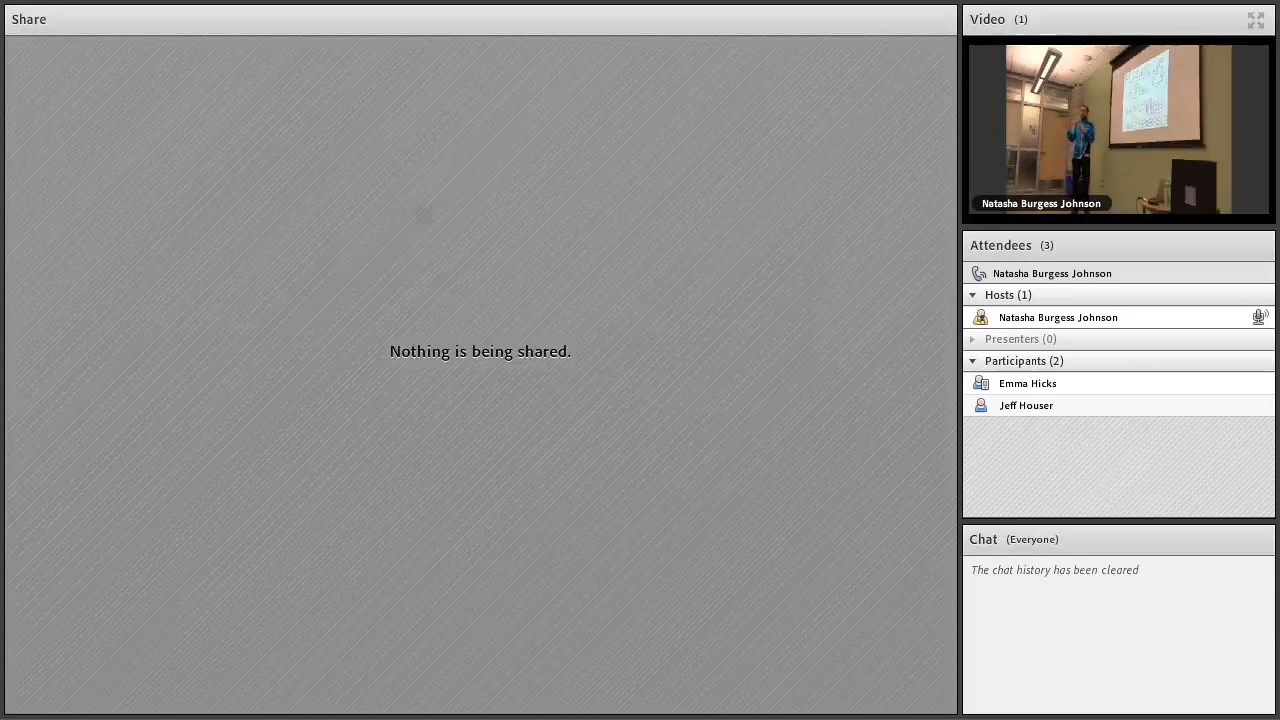 Share
Nothing is being shared.
Video (1)
Natasha Burgess Johnson
Attendees (3)
Natasha Burgess Johnson
Hosts (1)
Natasha Burgess Johnson
Presenters (0)
Participants (2)
Emma Hicks
Jeff Houser
Chat (Everyone)
The chat history has been cleared